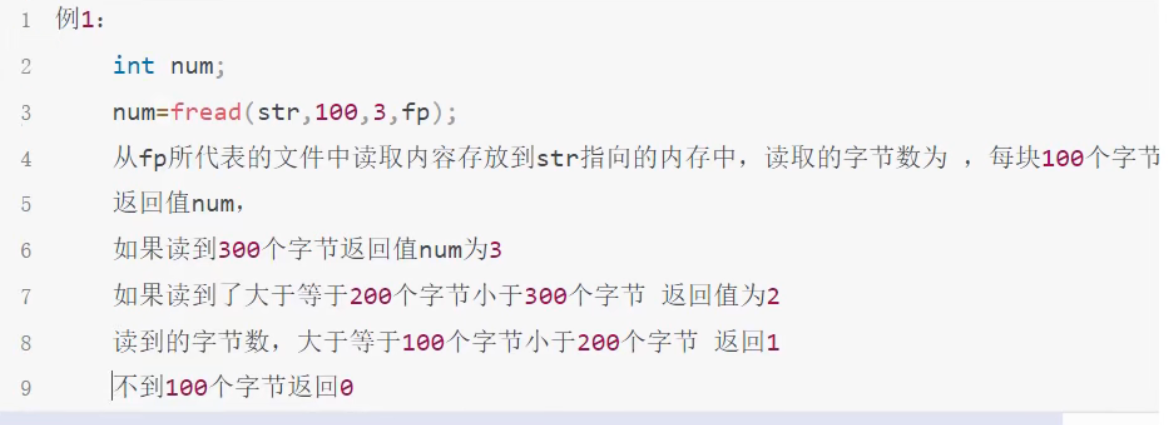 1 例1：
2 int num;
3 num=fread(str,100,3,fp);
4 从fp所代表的文件中读取内容存放到str指向的内存中，读取的字节数为 ，每块100个字节
5 返回值num，
6 如果读到300个字节返回值num为3
7 如果读到了大于等于200个字节小于300个字节 返回值为2
8 读到的字节数，大于等于100个字节小于200个字节 返回1
9 不到100个字节返回0